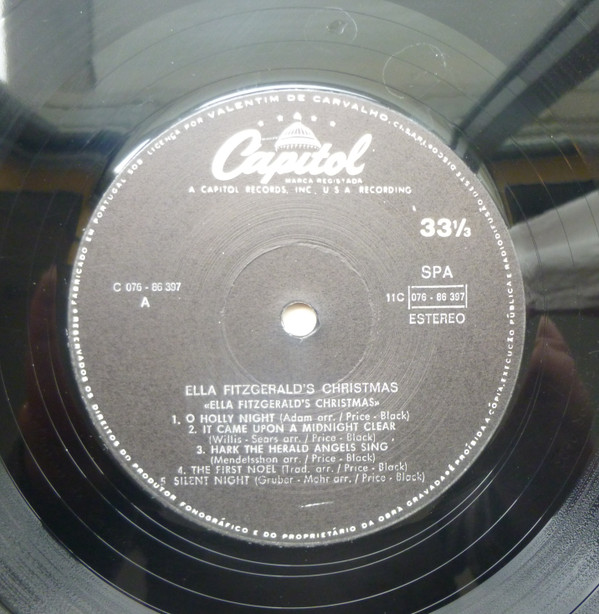 FABRICADO EM PORTUGAL SOB LICENÇA POR VALENTIM DE CARVALHO, C.I. SARL.
RADIODIFUSÃO EXECUÇÃO PÚBLICA E
PROÍBIDA A CÓPIA,
RESERVADOS OS DIREITOS DO PRODUTOR FONOGRÁFICO E DO PROPRIETÁRIO DA OBRA GRAVADA
Capitol
MARCA REGISTADA
A CAPITOL RECORDS, INC., U S A RECORDING
33⅓
SPA
C 076 - 86 397
A
11C 076 - 86 397
ESTEREO
ELLA FITZGERALD'S CHRISTMAS
«ELLA FITZGERALD'S CHRISTMAS»
1. O HOLLY NIGHT (Adam arr. / Price - Black)
2. IT CAME UPON A MIDNIGHT CLEAR
(Willis - Sears arr. / Price - Black)
3. HARK THE HERALD ANGELS SING
(Mendelsshon arr. / Price - Black)
4. THE FIRST NOEL (Trad. arr. / Price - Black)
5. SILENT NIGHT (Gruber - Mohr arr. / Price - Black)